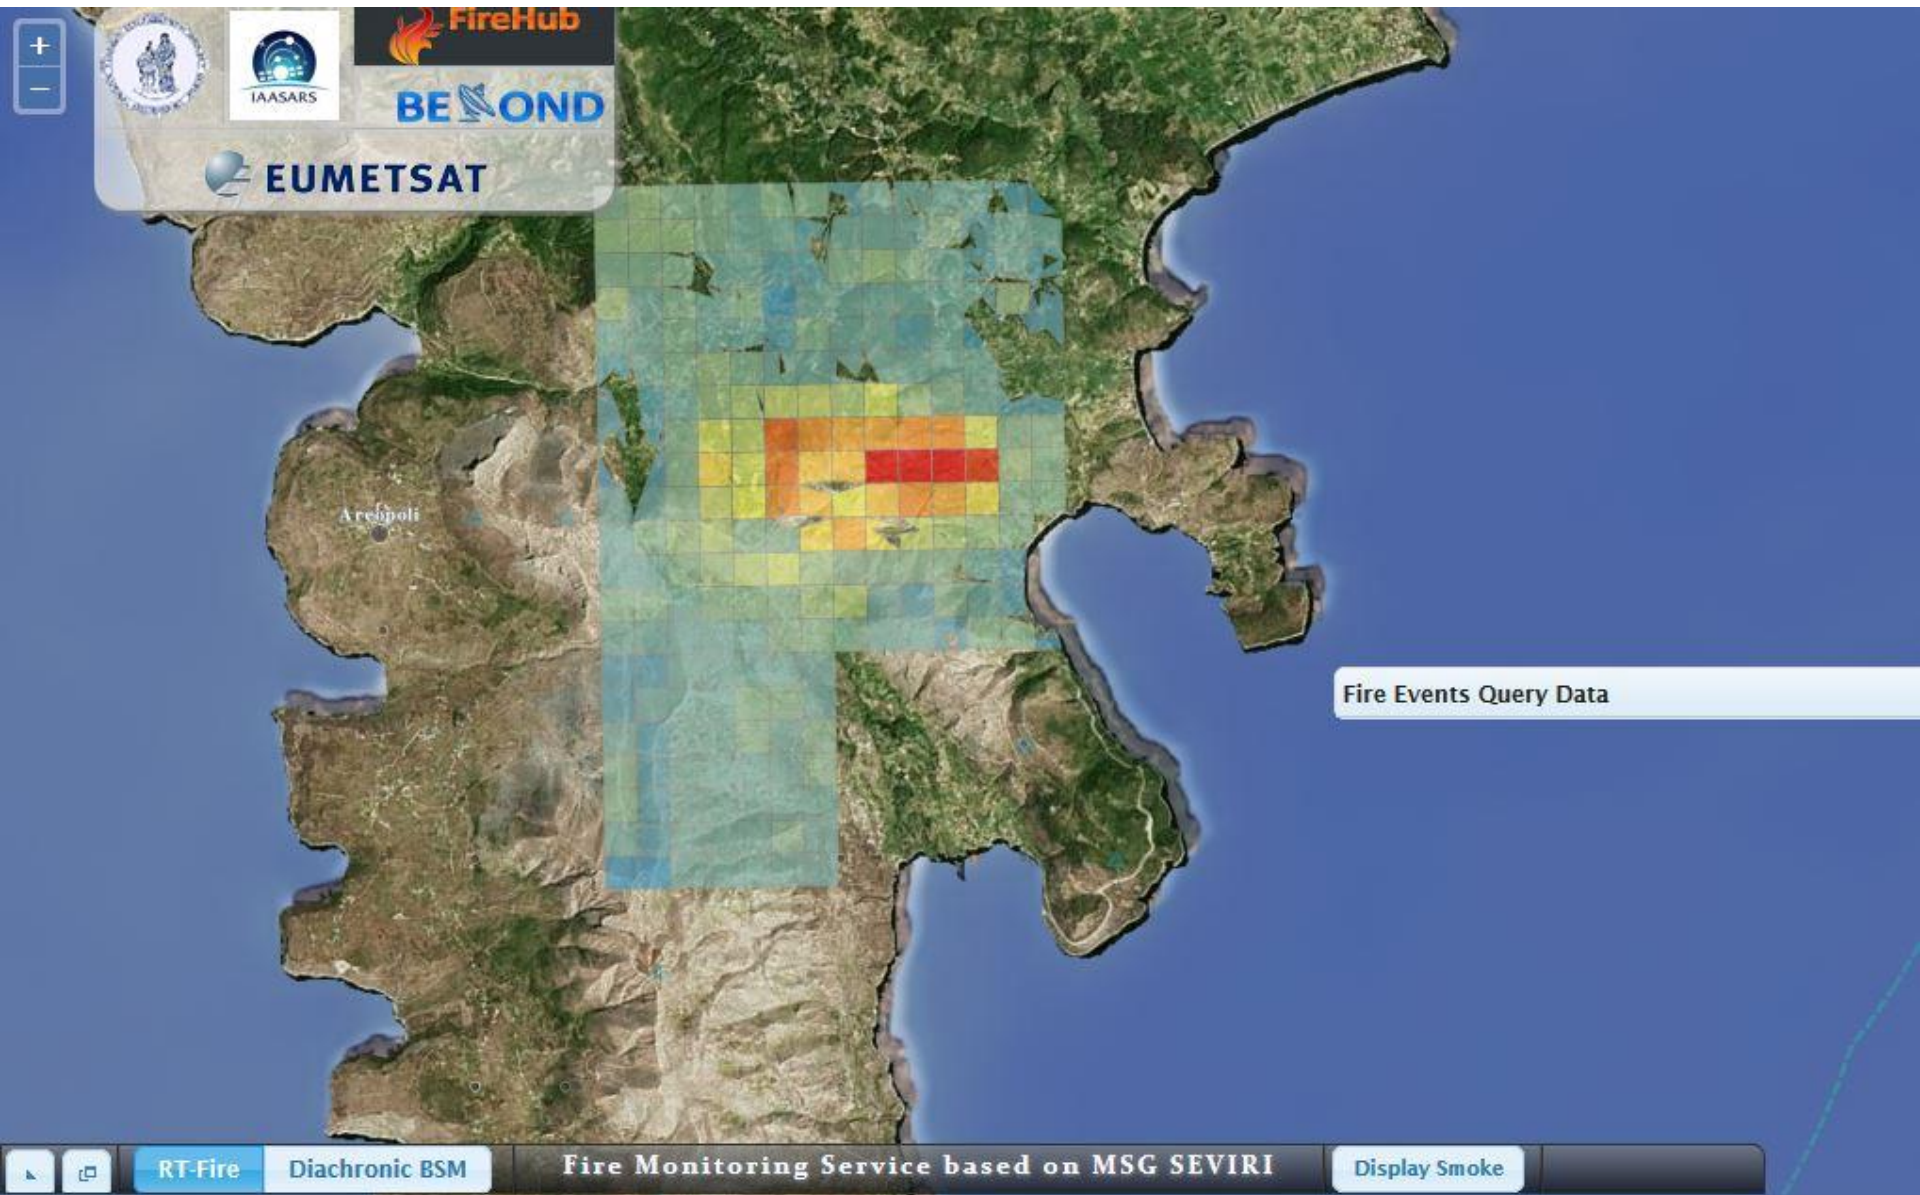 +
−
IAASARS
FireHub
BEYOND
EUMETSAT
Areopoli
Fire Events Query Data
RT-Fire
Diachronic BSM
Fire Monitoring Service based on MSG SEVIRI
Display Smoke